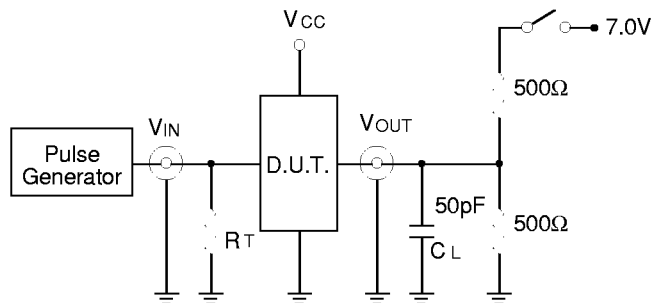 VCC
7.0V
500Ω
VIN
VOUT
Pulse
Generator
D.U.T.
50pF
500Ω
RT
CL